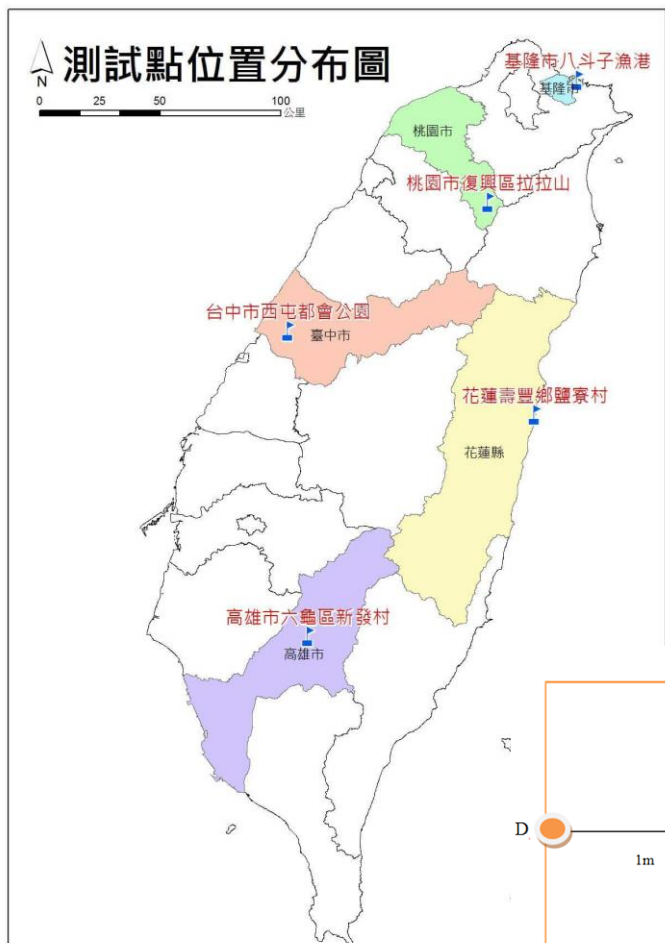 測試點位置分布圖
N
0 25 50 100
公里
基隆市八斗子漁港
基隆市
桃園市
桃園市復興區拉拉山
台中市西屯都會公園
臺中市
花蓮壽豐鄉鹽寮村
花蓮縣
高雄市六龜區新發村
高雄市
D
1m